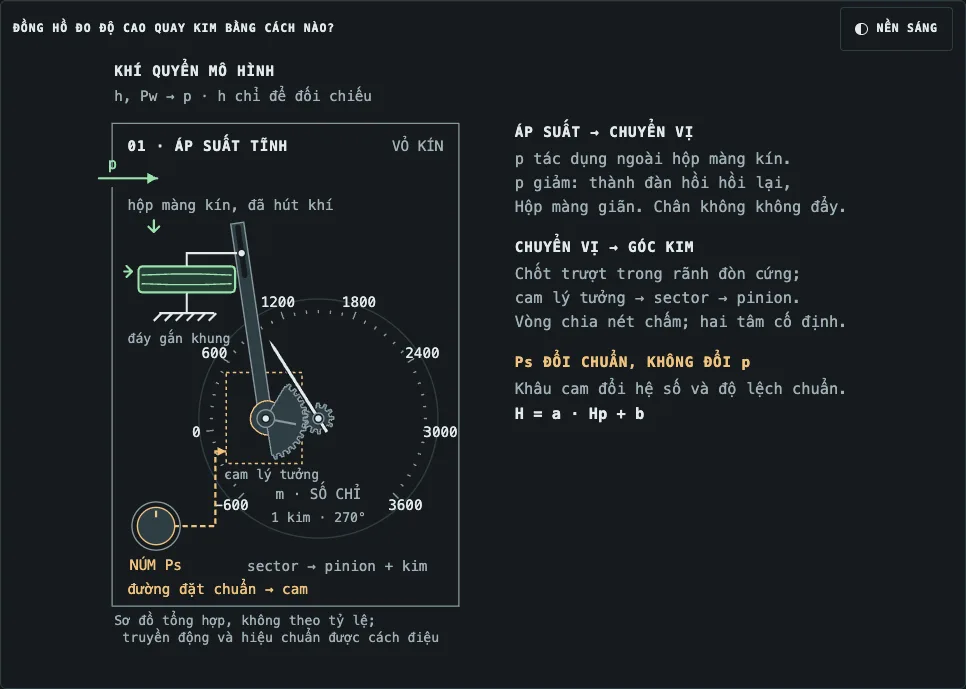 ĐỒNG HỒ ĐO ĐỘ CAO QUAY KIM BẰNG CÁCH NÀO?
NỀN SÁNG
KHÍ QUYỂN MÔ HÌNH
h, Pw → p · h chỉ để đối chiếu
01 · ÁP SUẤT TĨNH
VỎ KÍN
p
hộp màng kín, đã hút khí
đáy gắn khung
1200
1800
600
2400
0
3000
-600
3600
cam lý tưởng
m · SỐ CHỈ
1 kim · 270°
NÚM Ps
sector → pinion + kim
đường đặt chuẩn → cam
Sơ đồ tổng hợp, không theo tỷ lệ;
truyền động và hiệu chuẩn được cách điệu
ÁP SUẤT → CHUYỂN VỊ
p tác dụng ngoài hộp màng kín.
p giảm: thành đàn hồi hồi lại,
Hộp màng giãn. Chân không không đẩy.
CHUYỂN VỊ → GÓC KIM
Chốt trượt trong rãnh đòn cứng;
cam lý tưởng → sector → pinion.
Vòng chia nét chấm; hai tâm cố định.
Ps ĐỔI CHUẨN, KHÔNG ĐỔI p
Khâu cam đổi hệ số và độ lệch chuẩn.
H = a · Hp + b